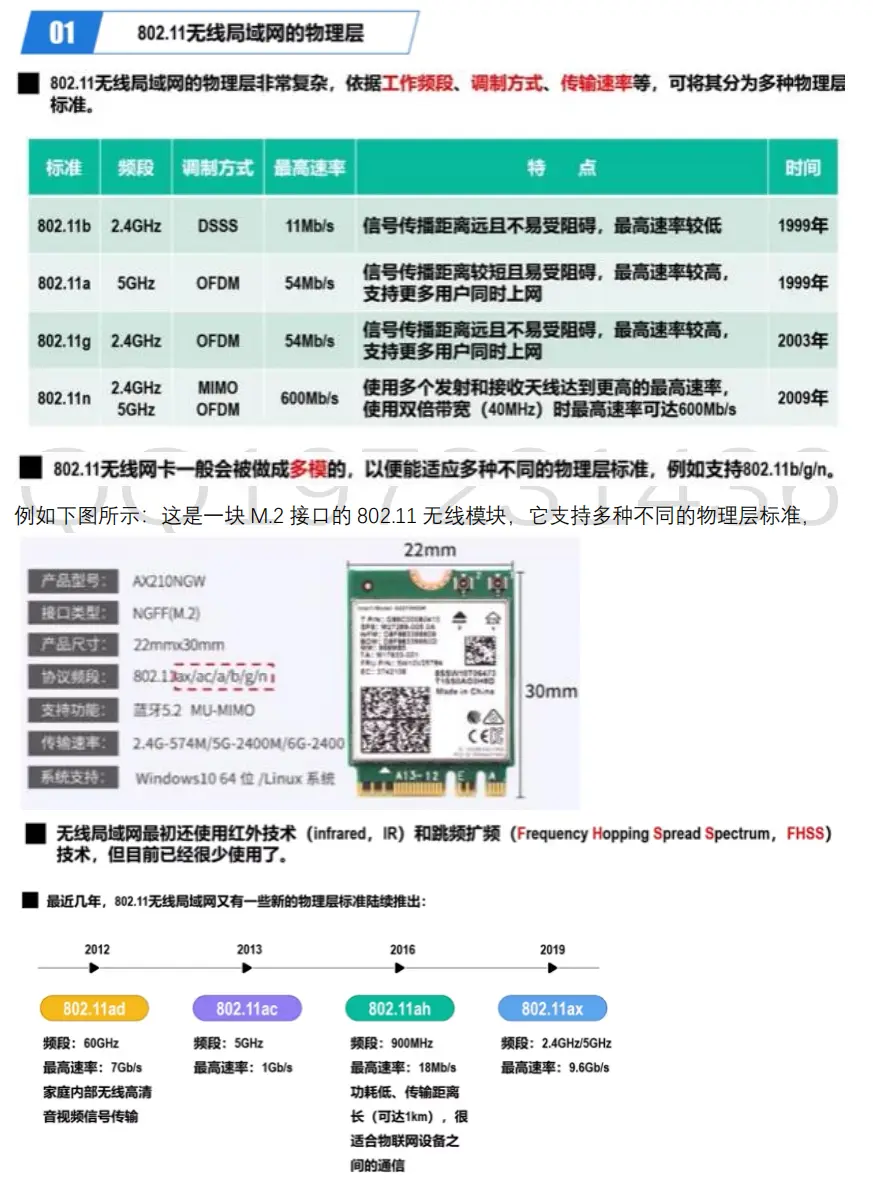 01 802.11无线局域网的物理层
802.11无线局域网的物理层非常复杂，依据工作频段、调制方式、传输速率等，可将其分为多种物理层
标准。
标准 频段 调制方式 最高速率 特 点 时间
802.11b 2.4GHz DSSS 11Mb/s 信号传播距离远且不易受阻碍，最高速率较低 1999年
802.11a 5GHz OFDM 54Mb/s 信号传播距离较短且易受阻碍，最高速率较高，
支持更多用户同时上网 1999年
802.11g 2.4GHz OFDM 54Mb/s 信号传播距离远且不易受阻碍，最高速率较高，
支持更多用户同时上网 2003年
802.11n 2.4GHz
5GHz MIMO
OFDM 600Mb/s 使用多个发射和接收天线达到更高的最高速率，
使用双倍带宽（40MHz）时最高速率可达600Mb/s 2009年
802.11无线网卡一般会被做成多模的，以便能适应多种不同的物理层标准，例如支持802.11b/g/n。
QQ197231436
例如下图所示：这是一块 M.2 接口的 802.11 无线模块，它支持多种不同的物理层标准，
22mm
产品型号： AX210NGW
接口类型： NGFF(M.2)
产品尺寸： 22mmx30mm
协议频段： 802.11ax/ac/a/b/g/n
支持功能： 蓝牙5.2 MU-MIMO
传输速率： 2.4G-574M/5G-2400M/6G-2400
系统支持： Windows10 64 位 /Linux 系统
30mm
Made in China
A13-12 E A
无线局域网最初还使用红外技术（infrared，IR）和跳频扩频（Frequency Hopping Spread Spectrum，FHSS）
技术，但目前已经很少使用了。
最近几年，802.11无线局域网又有一些新的物理层标准陆续推出：
2012 2013 2016 2019
802.11ad 802.11ac 802.11ah 802.11ax
频段：60GHz
最高速率：7Gb/s
家庭内部无线高清
音视频信号传输
频段：5GHz
最高速率：1Gb/s
频段：900MHz
最高速率：18Mb/s
功耗低、传输距离
长（可达1km），很
适合物联网设备之
间的通信
频段：2.4GHz/5GHz
最高速率：9.6Gb/s